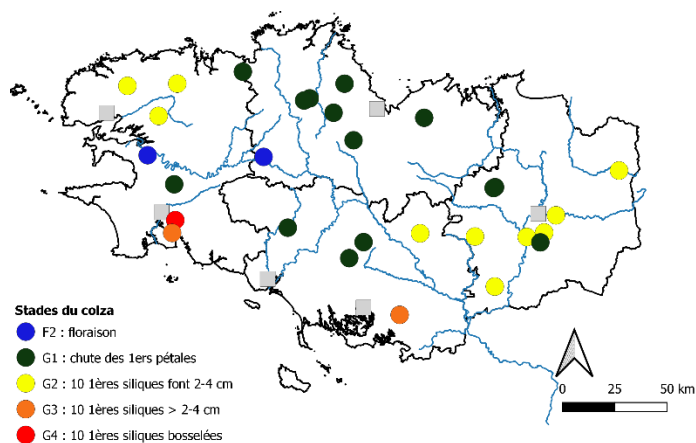 Stades du colza
F2 : floraison
G1 : chute des 1ers pétales
G2 : 10 1ères siliques font 2-4 cm
G3 : 10 1ères siliques > 2-4 cm
G4 : 10 1ères siliques bosselées
0 25 50 km